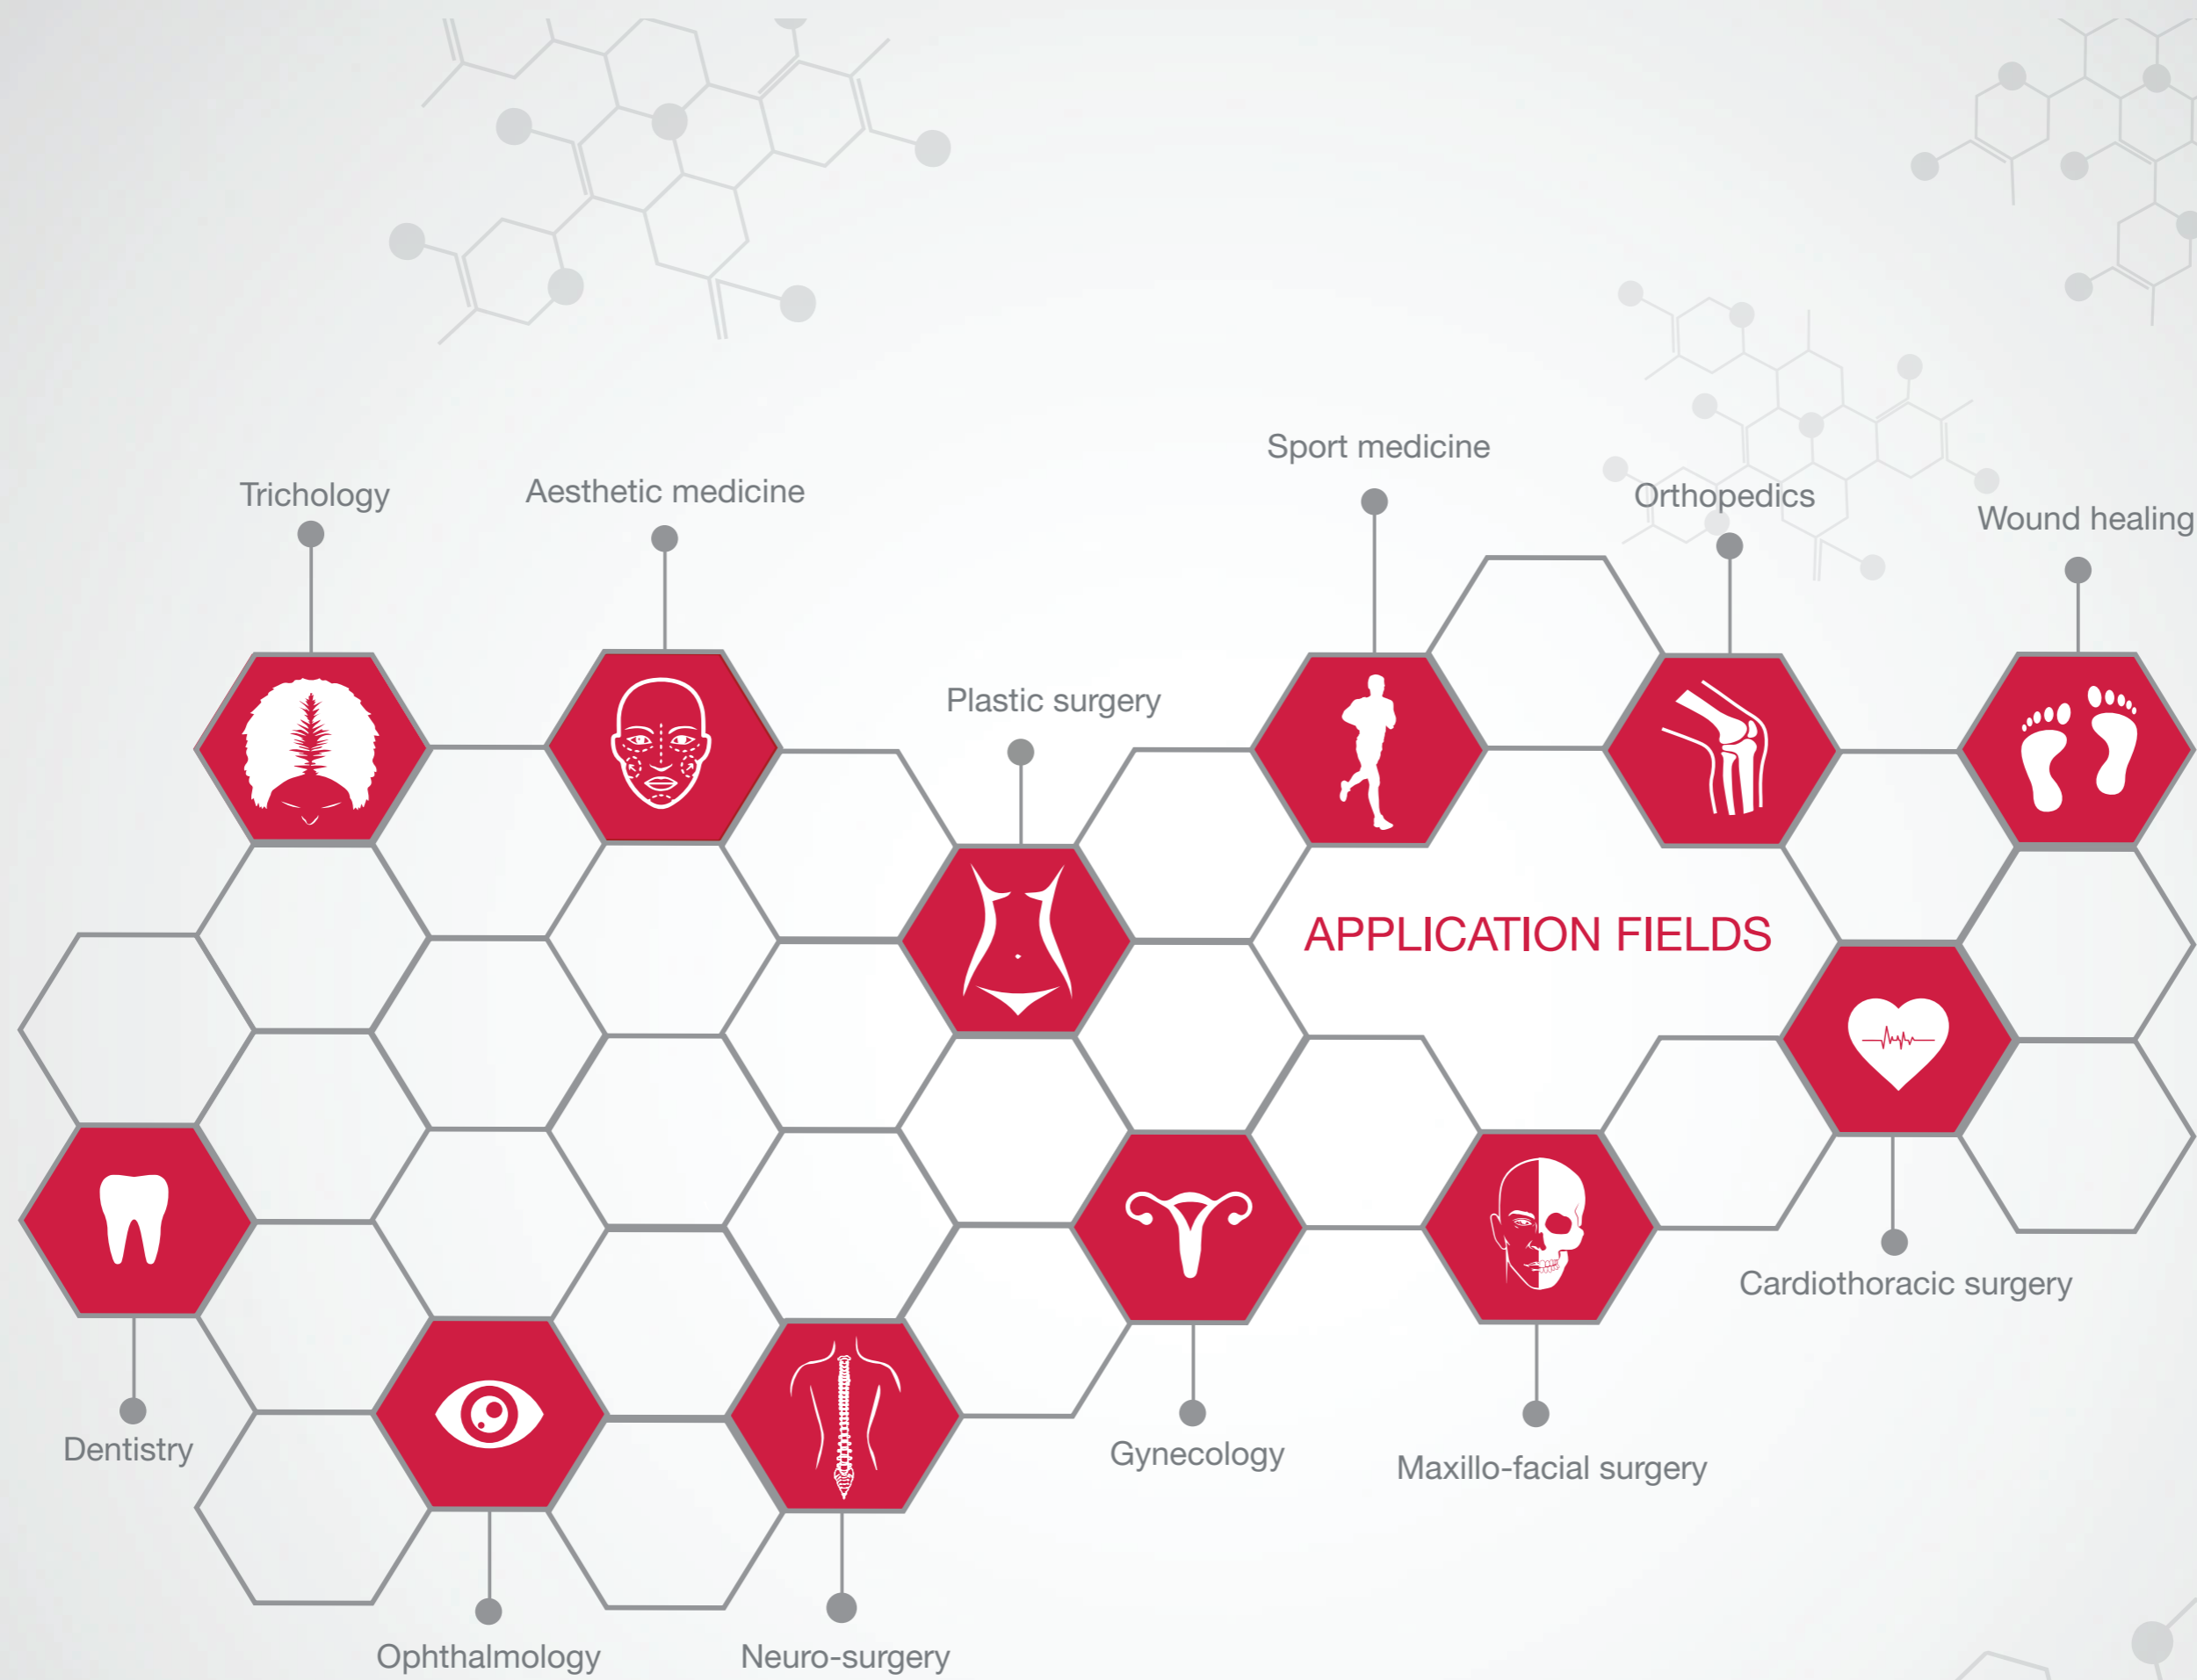 Sport medicine
Trichology
Aesthetic medicine
Orthopedics
Wound healing
Plastic surgery
APPLICATION FIELDS
Cardiothoracic surgery
Dentistry
Gynecology
Maxillo-facial surgery
Ophthalmology
Neuro-surgery